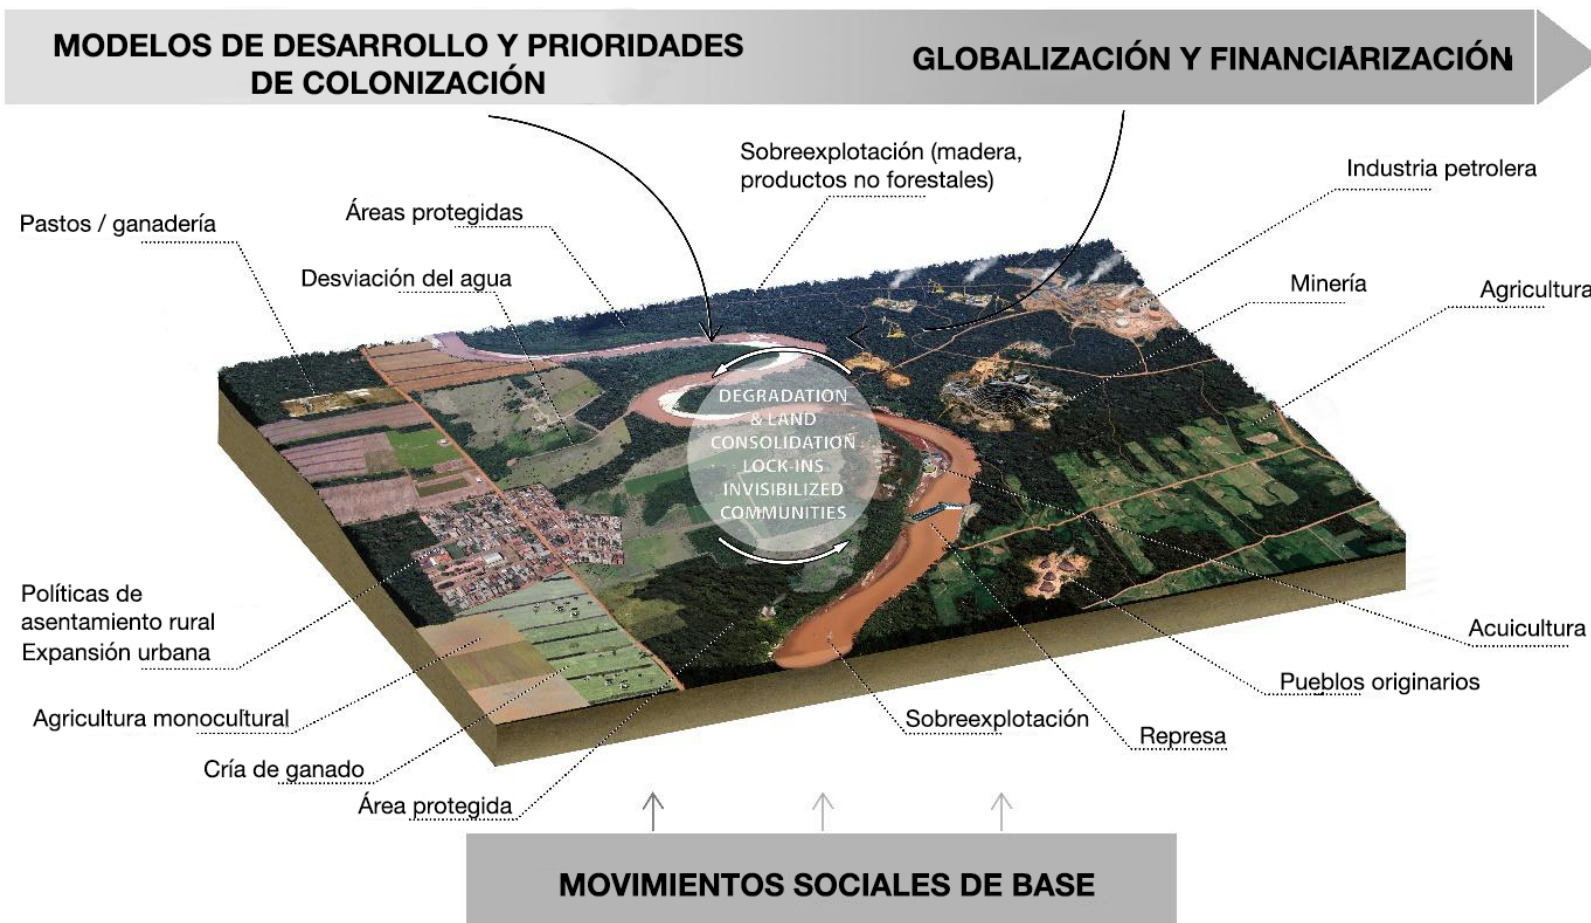 MODELOS DE DESARROLLO Y PRIORIDADES
DE COLONIZACIÓN
GLOBALIZACIÓN Y FINANCIARIZACIÓN
Sobreexplotación (madera,
productos no forestales)
Industria petrolera
Áreas protegidas
Pastos / ganadería
Desviación del agua
Minería
Agricultura
DEGRADATION
& LAND
CONSOLIDATION
LOCK-INS
INVISIBILIZED
COMMUNITIES
Políticas de
asentamiento rural
Expansión urbana
Acuicultura
Pueblos originarios
Agricultura monocultural
Sobreexplotación
Represa
Cría de ganado
Área protegida
MOVIMIENTOS SOCIALES DE BASE